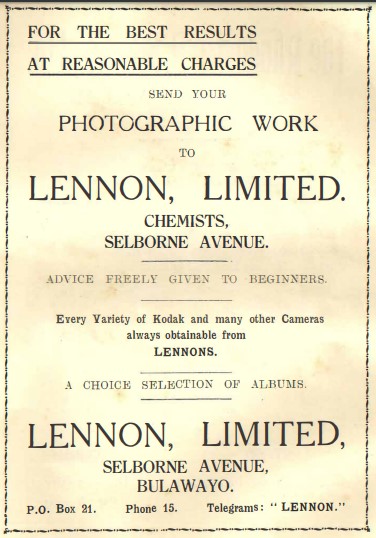 FOR THE BEST RESULTS
AT REASONABLE CHARGES
SEND YOUR
PHOTOGRAPHIC WORK
TO
LENNON, LIMITED.
CHEMISTS,
SELBORNE AVENUE.
ADVICE FREELY GIVEN TO BEGINNERS.
Every Variety of Kodak and many other Cameras
always obtainable from
LENNONS.
A CHOICE SELECTION OF ALBUMS.
LENNON, LIMITED,
SELBORNE AVENUE,
BULAWAYO.
P.O. Box 21. Phone 15. Telegrams: "LENNON."